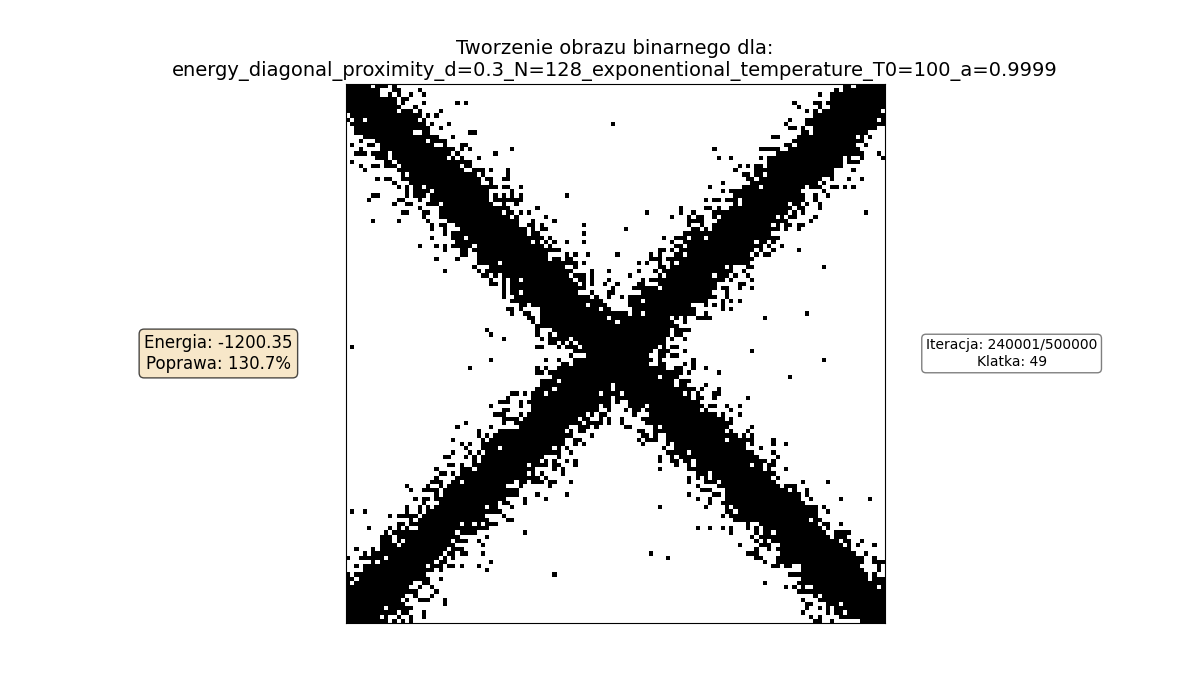 Tworzenie obrazu binarnego dla:
energy_diagonal_proximity_d=0.3_N=128_exponentional_temperature_T0=100_a=0.9999
Energia: -1200.35
Poprawa: 130.7%
Iteracja: 240001/500000
Klatka: 49